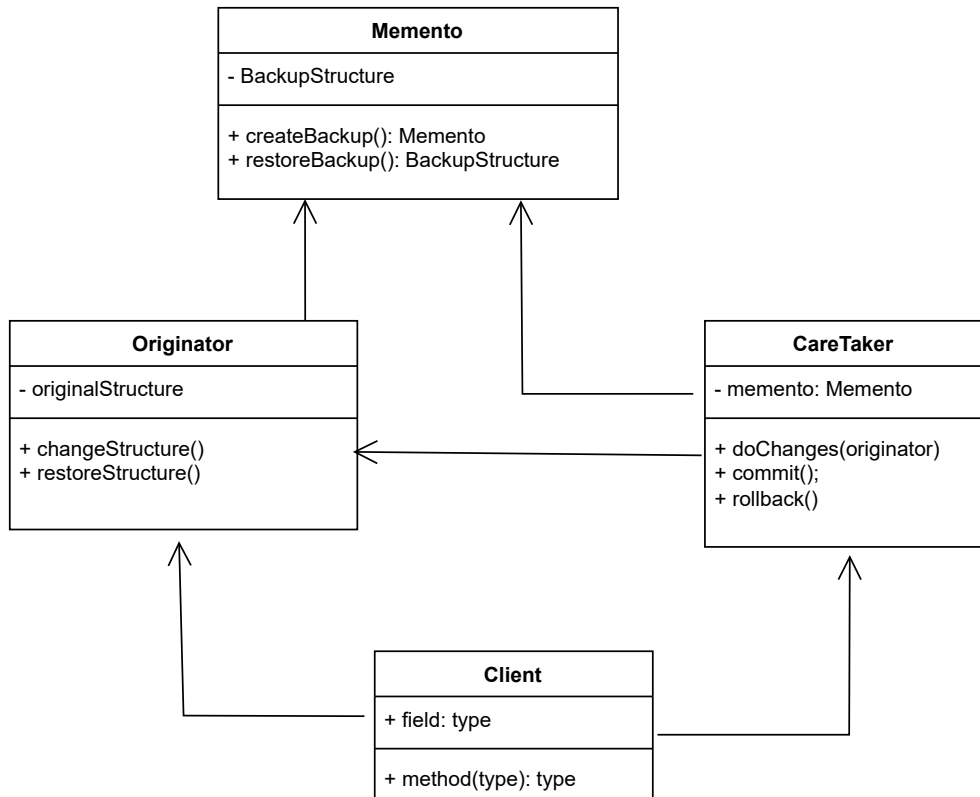 Memento
- BackupStructure
+ createBackup(): Memento
+ restoreBackup(): BackupStructure
Originator
- originalStructure
+ changeStructure()
+ restoreStructure()
CareTaker
- memento: Memento
+ doChanges(originator)
+ commit();
+ rollback()
Client
+ field: type
+ method(type): type